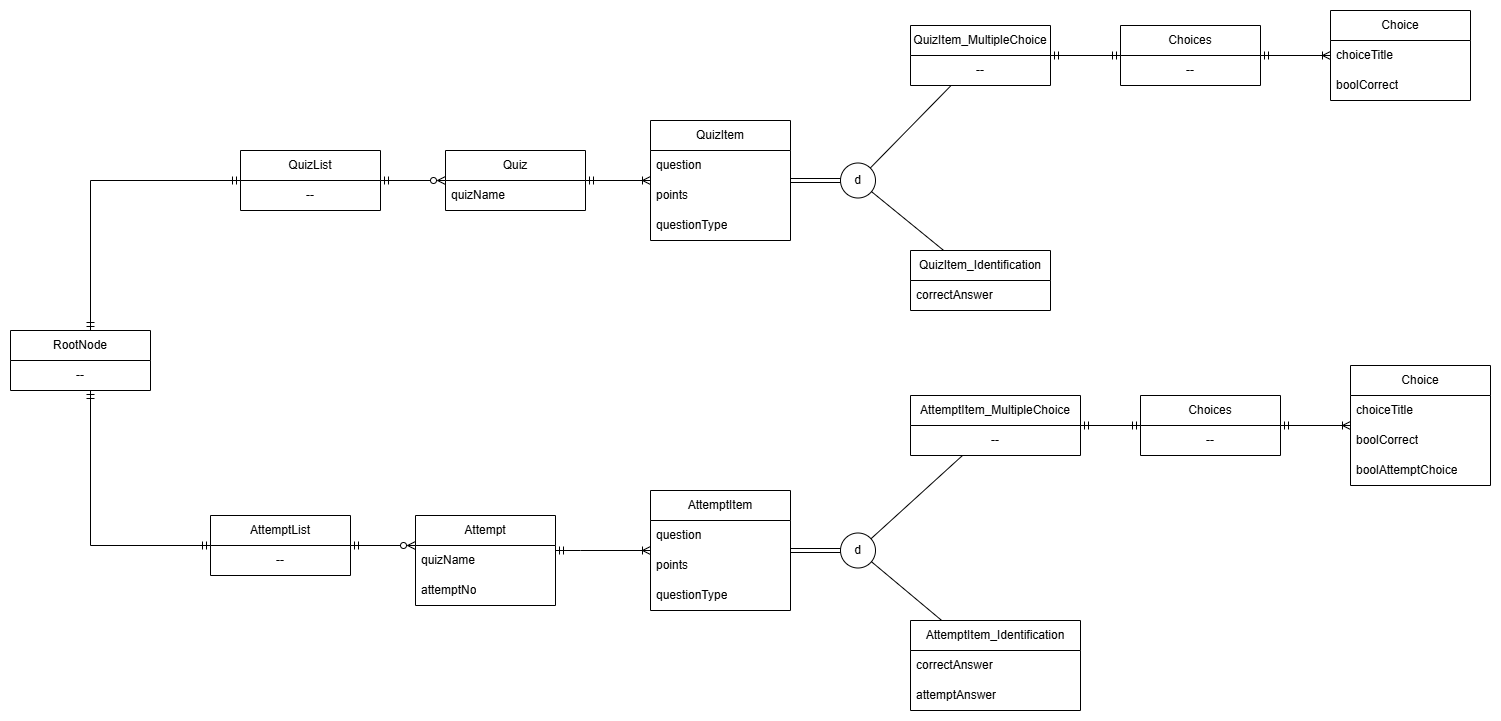 QuizItem_MultipleChoice
--
Choices
--
Choice
choiceTitle
boolCorrect
QuizList
--
Quiz
quizName
QuizItem
question
points
questionType
d
QuizItem_Identification
correctAnswer
RootNode
--
AttemptItem_MultipleChoice
--
Choices
--
Choice
choiceTitle
boolCorrect
boolAttemptChoice
AttemptList
--
Attempt
quizName
attemptNo
AttemptItem
question
points
questionType
d
AttemptItem_Identification
correctAnswer
attemptAnswer